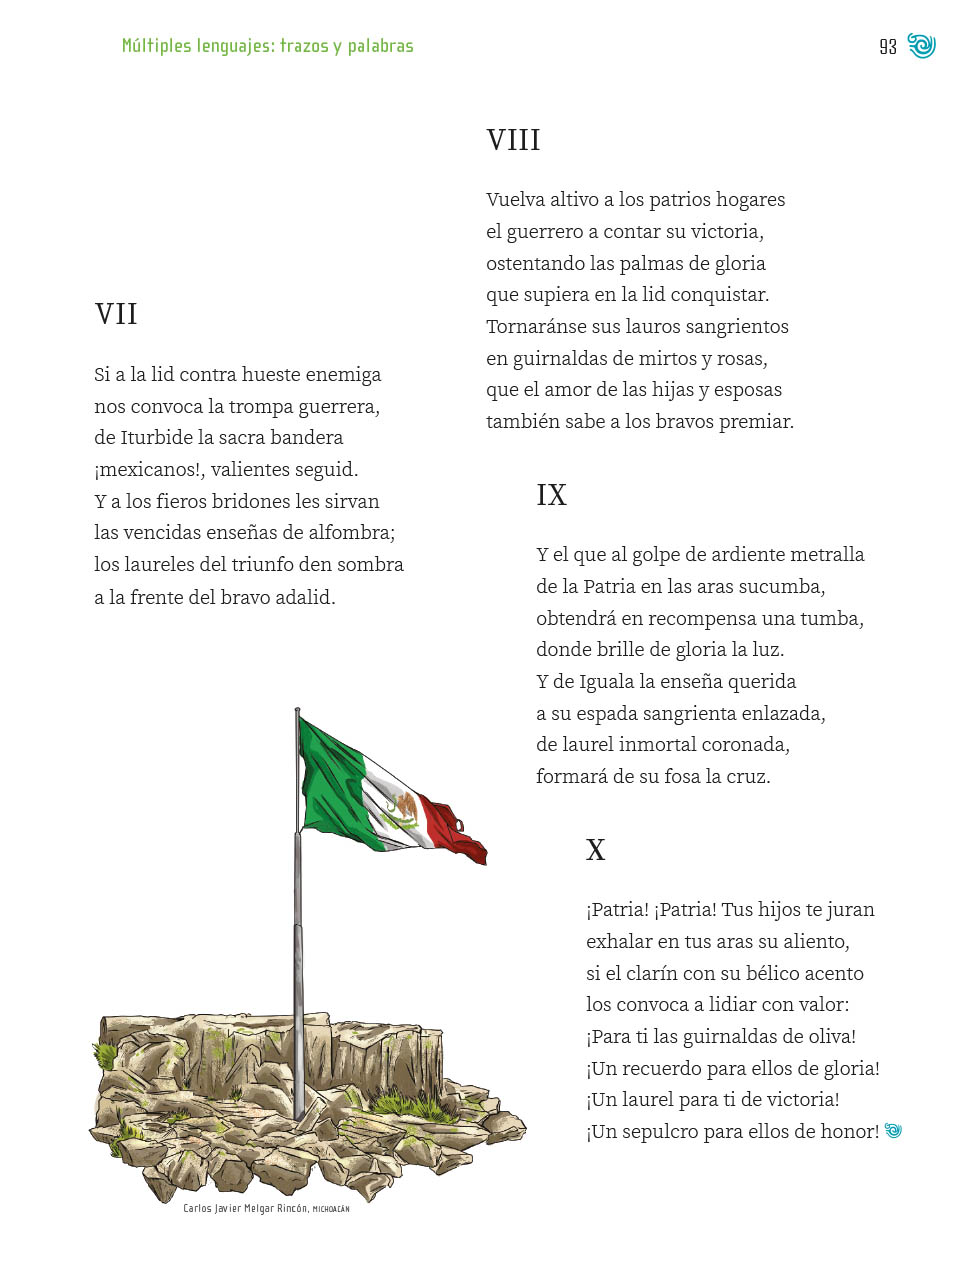 Múltiples lenguajes: trazos y palabras
93
VII
Si a la lid contra hueste enemiga
nos convoca la trompa guerrera,
de Iturbide la sacra bandera
¡mexicanos!, valientes seguid.
Y a los fieros bridones les sirvan
las vencidas enseñas de alfombra;
los laureles del triunfo den sombra
a la frente del bravo adalid.
VIII
Vuelva altivo a los patrios hogares
el guerrero a contar su victoria,
ostentando las palmas de gloria
que supiera en la lid conquistar.
Tornaránse sus lauros sangrientos
en guirnaldas de mirtos y rosas,
que el amor de las hijas y esposas
también sabe a los bravos premiar.
IX
Y el que al golpe de ardiente metralla
de la Patria en las aras sucumba,
obtendrá en recompensa una tumba,
donde brille de gloria la luz.
Y de Iguala la enseña querida
a su espada sangrienta enlazada,
de laurel inmortal coronada,
formará de su fosa la cruz.
X
¡Patria! ¡Patria! Tus hijos te juran
exhalar en tus aras su aliento,
si el clarín con su bélico acento
los convoca a lidiar con valor:
¡Para ti las guirnaldas de oliva!
¡Un recuerdo para ellos de gloria!
¡Un laurel para ti de victoria!
¡Un sepulcro para ellos de honor!
Carlos Javier Melgar Rincón, MICHOACÁN